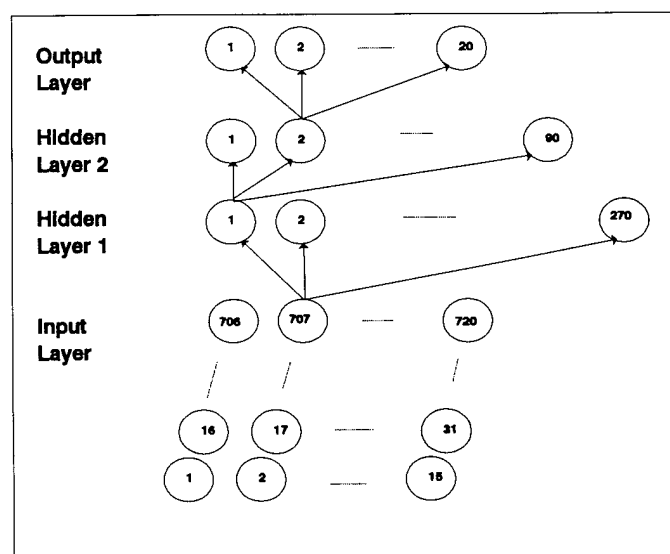 Output Layer
1 2 20
Hidden Layer 2
1 2 90
Hidden Layer 1
1 2 270
Input Layer
706 707 720
16 17 31
1 2 15